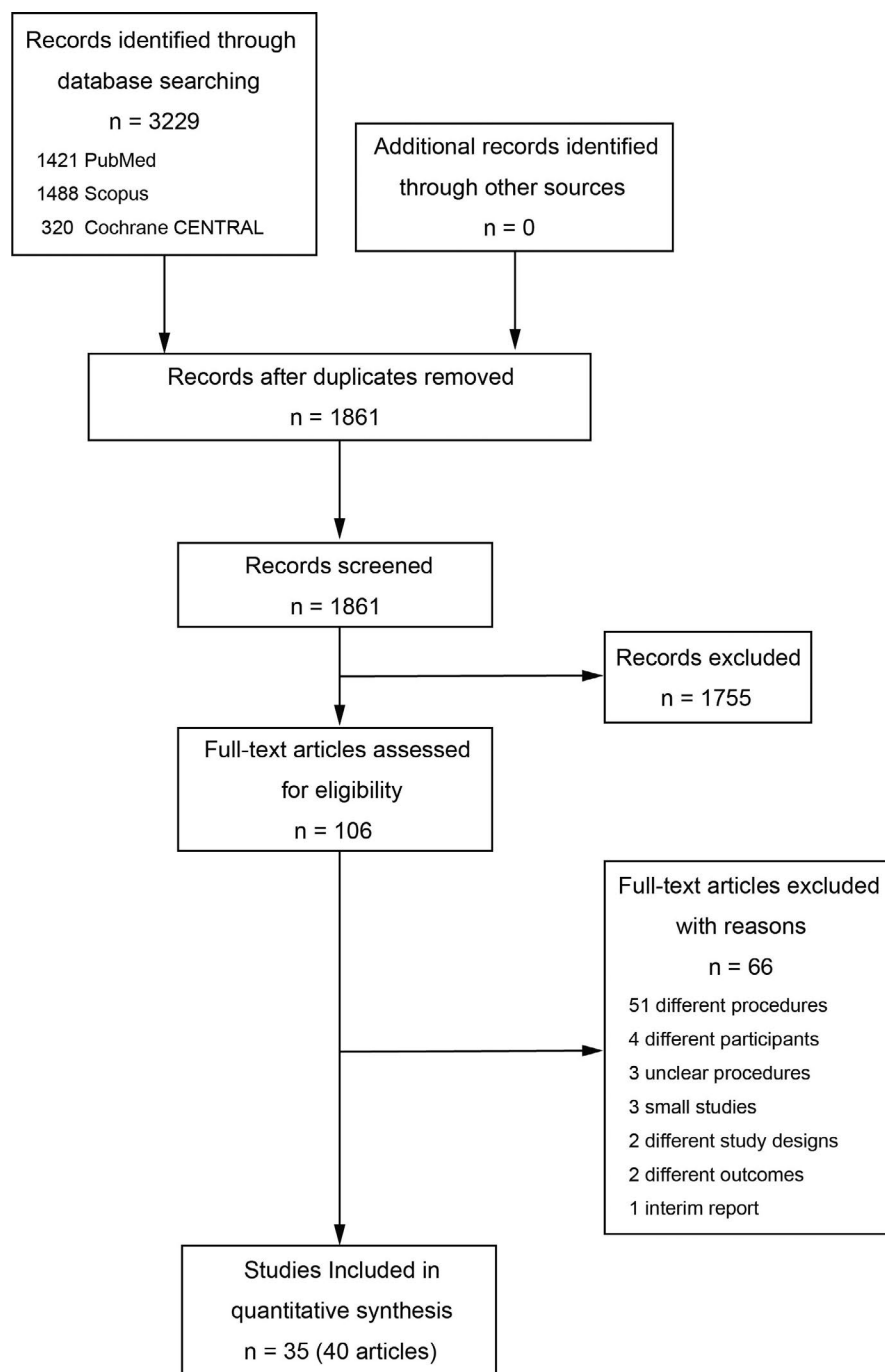 Records identified through
database searching
n = 3229
1421 PubMed
1488 Scopus
320 Cochrane CENTRAL
Additional records identified
through other sources
n = 0
Records after duplicates removed
n = 1861
Records screened
n = 1861
Records excluded
n = 1755
Full-text articles assessed
for eligibility
n = 106
Full-text articles excluded
with reasons
n = 66
51 different procedures
4 different participants
3 unclear procedures
3 small studies
2 different study designs
2 different outcomes
1 interim report
Studies Included in
quantitative synthesis
n = 35 (40 articles)